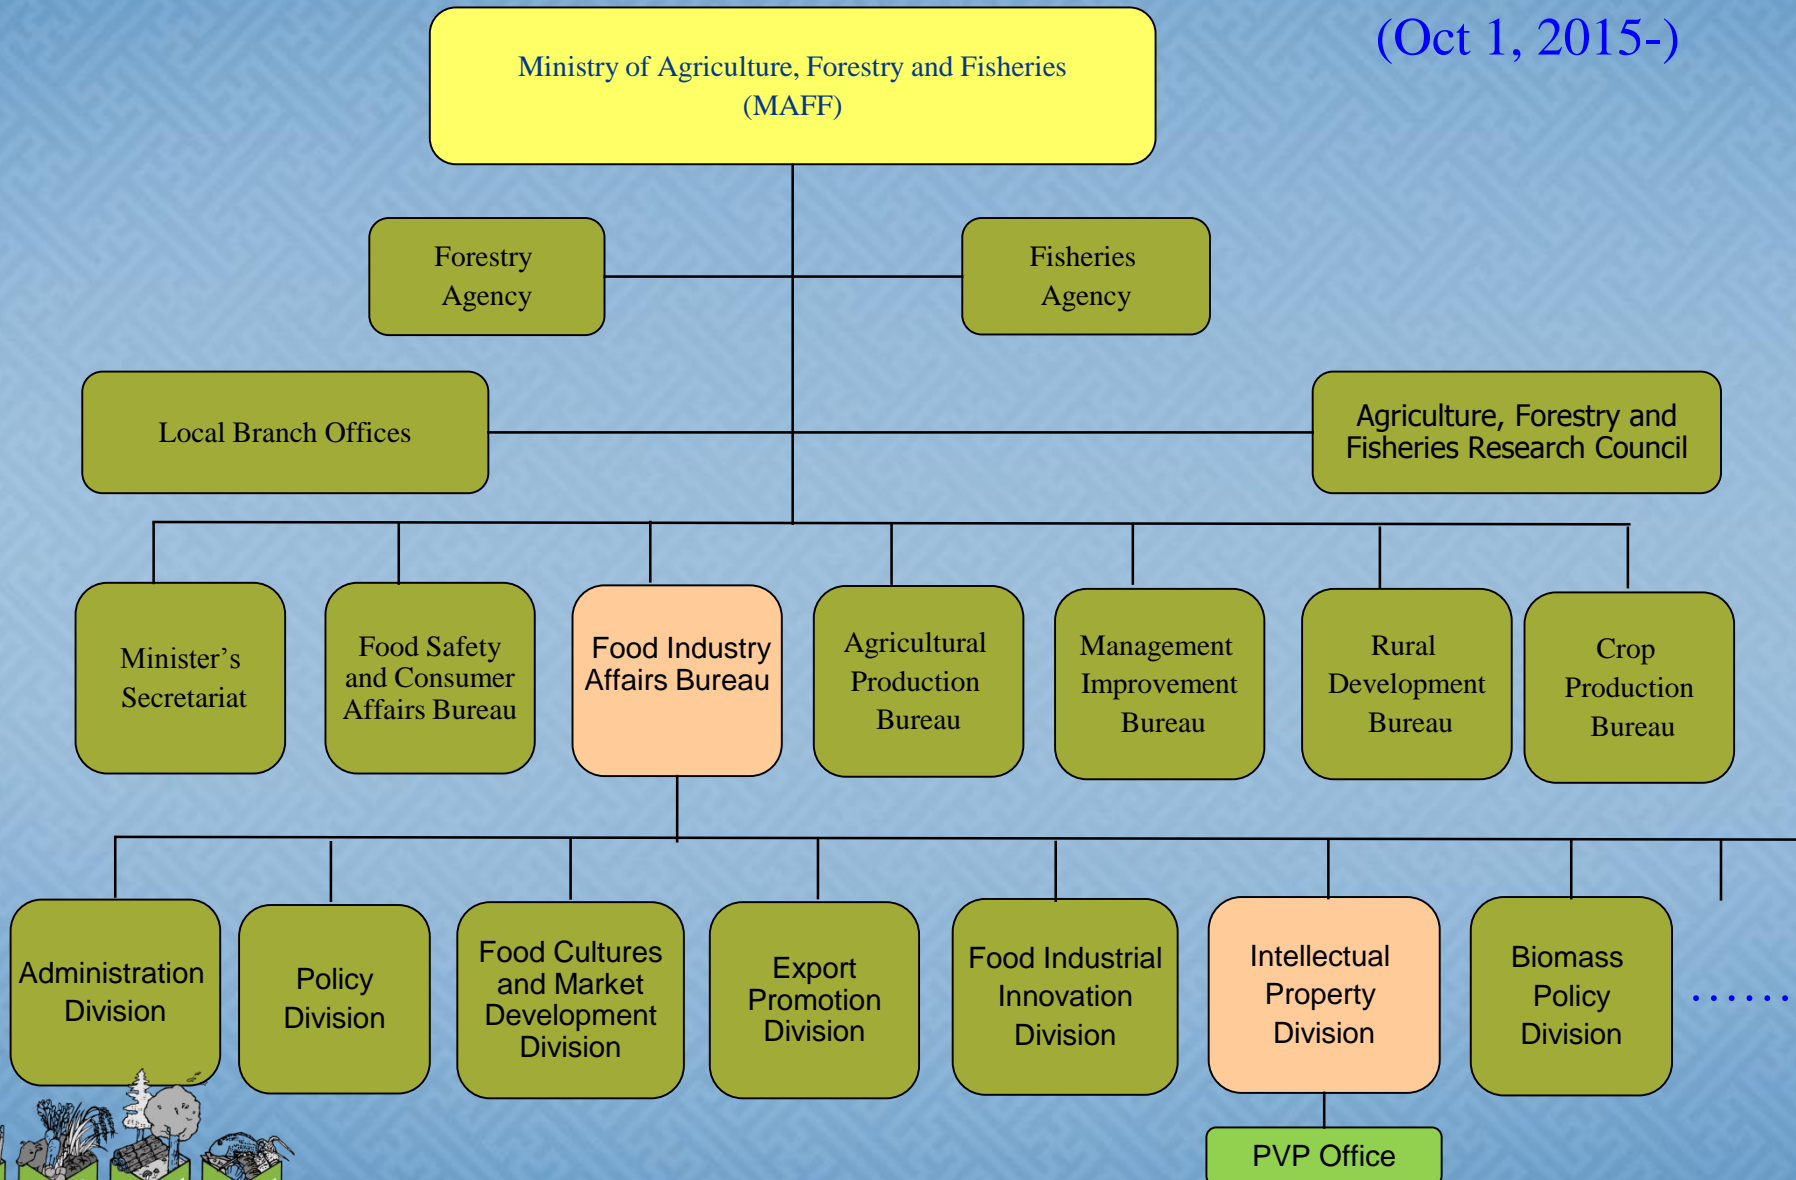 (Oct 1, 2015-)
Ministry of Agriculture, Forestry and Fisheries
(MAFF)
Forestry
Agency
Fisheries
Agency
Local Branch Offices
Agriculture, Forestry and
Fisheries Research Council
Minister’s
Secretariat
Food Safety
and Consumer
Affairs Bureau
Food Industry
Affairs Bureau
Agricultural
Production
Bureau
Management
Improvement
Bureau
Rural
Development
Bureau
Crop
Production
Bureau
Administration
Division
Policy
Division
Food Cultures
and Market
Development
Division
Export
Promotion
Division
Food Industrial
Innovation
Division
Intellectual
Property
Division
Biomass
Policy
Division
......
PVP Office